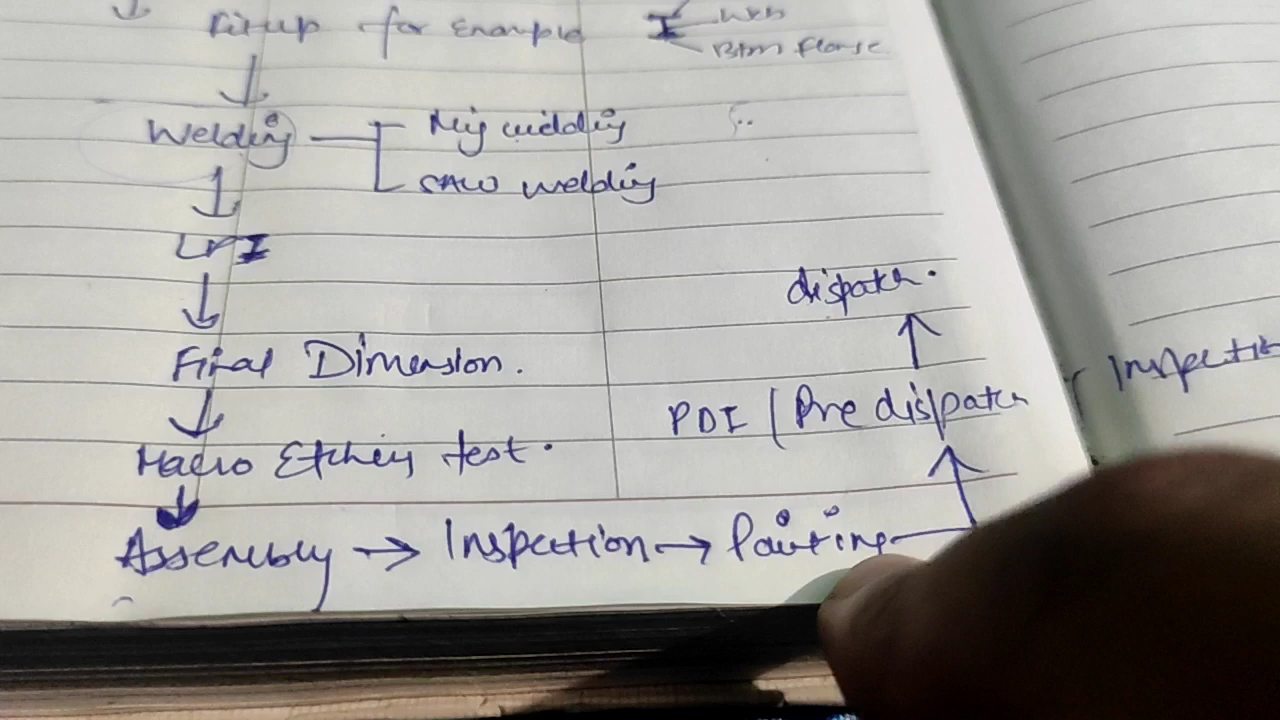 Fitup for Example I Web
Btm flange
Welding Mig welding
SAW welding
LPI
Final Dimension.
Macro Etching test.
Assembly → Inspection → Painting
PDI (Pre dispatch Inspection
dispatch.